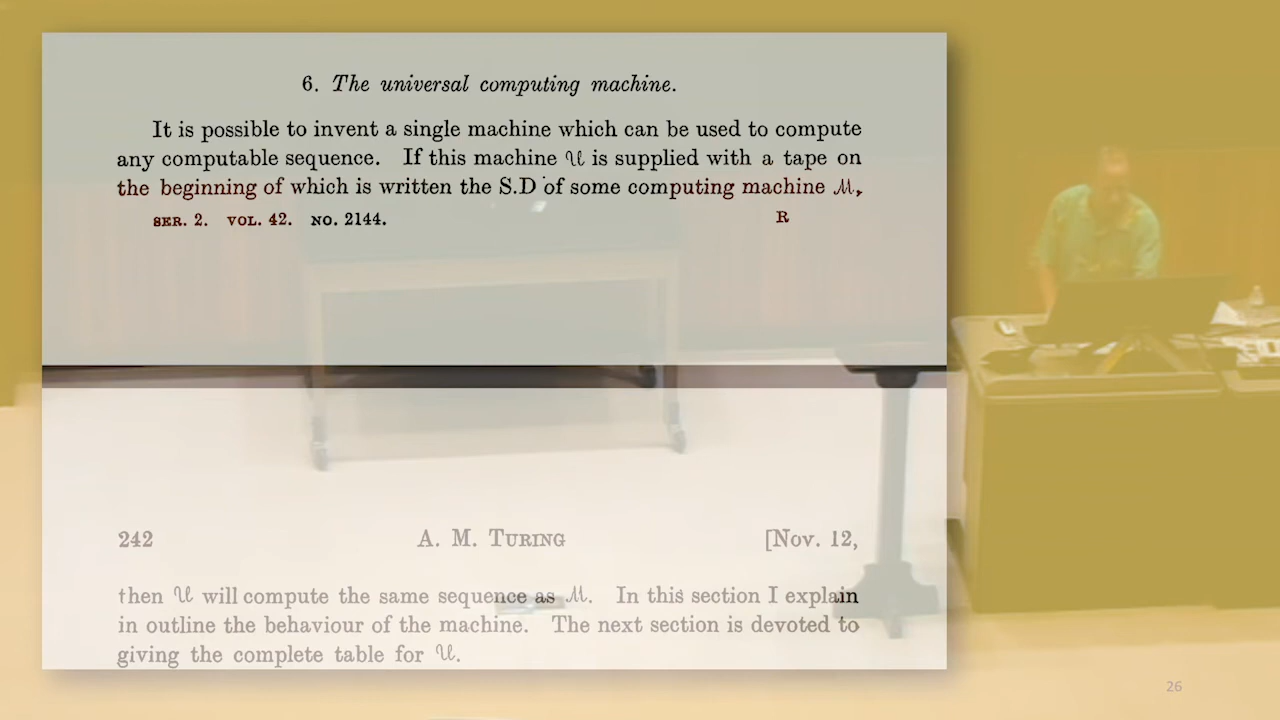 6. The universal computing machine.
It is possible to invent a single machine which can be used to compute
any computable sequence. If this machine 𝒰 is supplied with a tape on
the beginning of which is written the S.D of some computing machine ℳ,
SER. 2. VOL. 42. NO. 2144. R
242 A. M. TURING [Nov. 12,
then 𝒰 will compute the same sequence as ℳ. In this section I explain
in outline the behaviour of the machine. The next section is devoted to
giving the complete table for 𝒰.
26